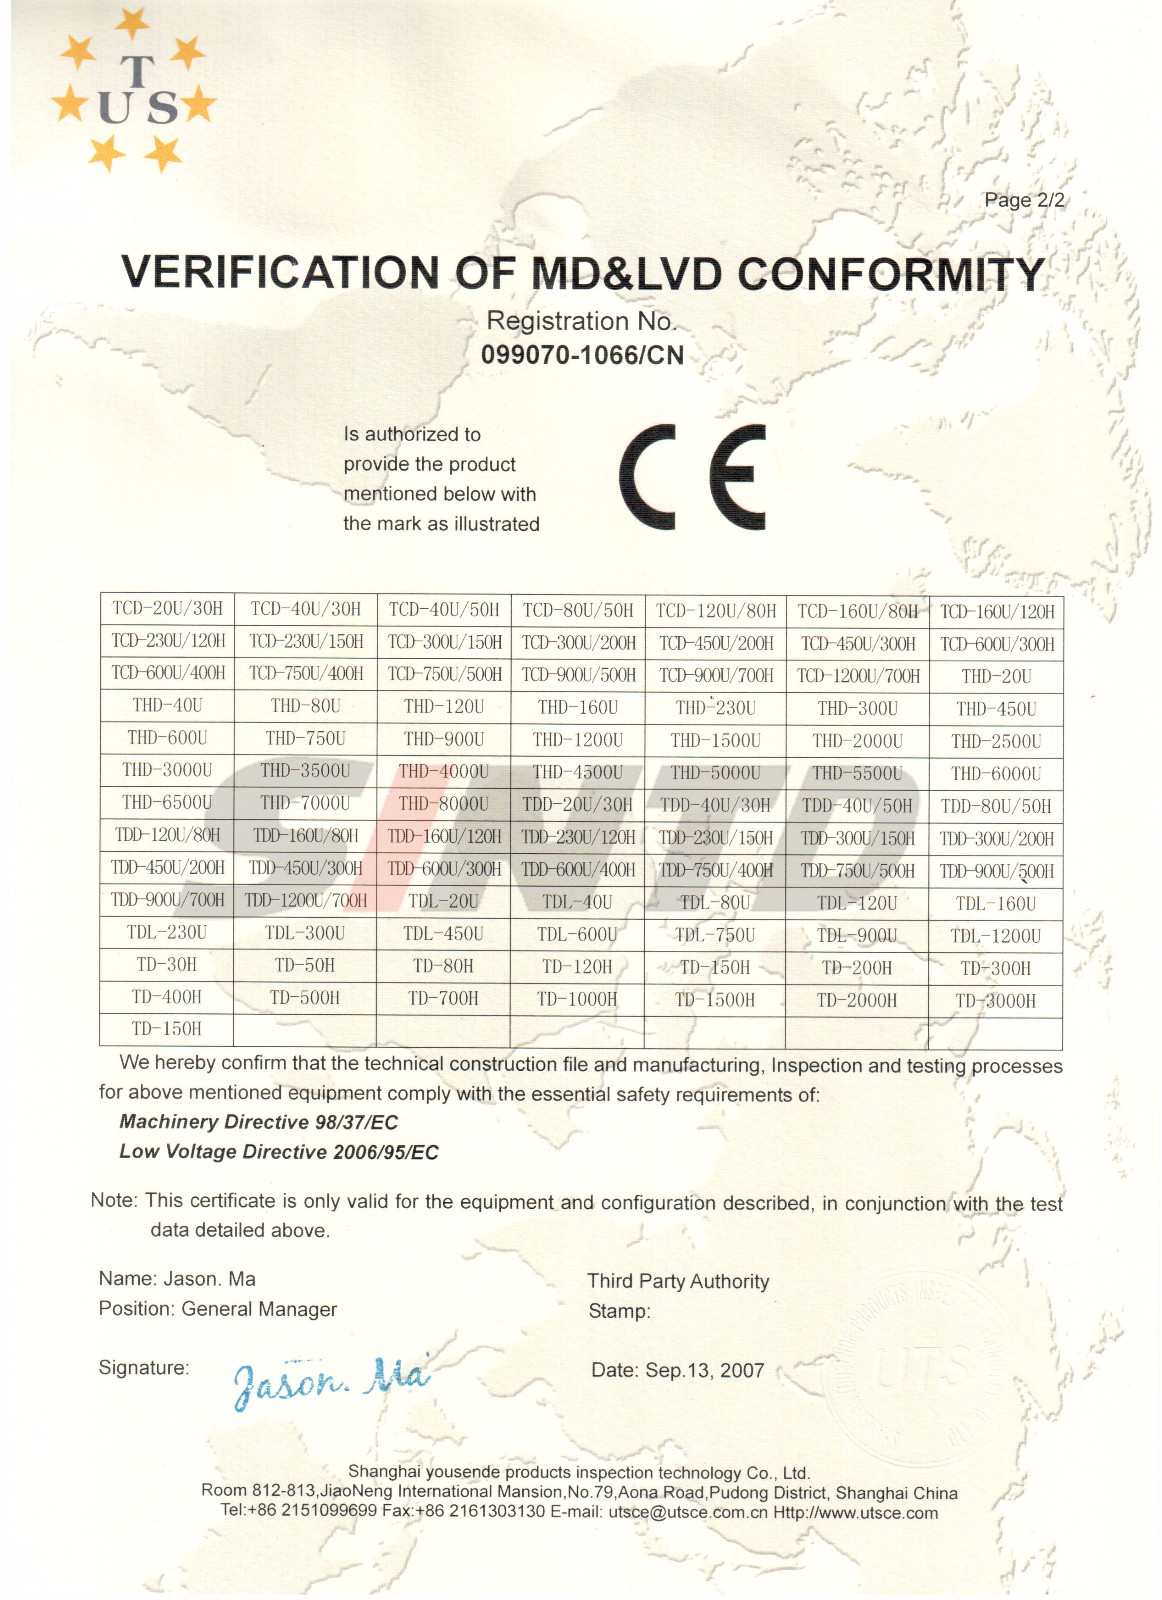 T
U S
Page 2/2
VERIFICATION OF MD&LVD CONFORMITY
Registration No.
099070-1066/CN
Is authorized to
provide the product
mentioned below with
the mark as illustrated
CE
TCD-20U/30H TCD-40U/30H TCD-40U/50H TCD-80U/50H TCD-120U/80H TCD-160U/80H TCD-160U/120H
TCD-230U/120H TCD-230U/150H TCD-300U/150H TCD-300U/200H TCD-450U/200H TCD-450U/300H TCD-600U/300H
TCD-600U/400H TCD-750U/400H TCD-750U/500H TCD-900U/500H TCD-900U/700H TCD-1200U/700H THD-20U
THD-40U THD-80U THD-120U THD-160U THD-230U THD-300U THD-450U
THD-600U THD-750U THD-900U THD-1200U THD-1500U THD-2000U THD-2500U
THD-3000U THD-3500U THD-4000U THD-4500U THD-5000U THD-5500U THD-6000U
THD-6500U THD-7000U THD-8000U TDD-20U/30H TDD-40U/30H TDD-40U/50H TDD-80U/50H
TDD-120U/80H TDD-160U/80H TDD-160U/120H TDD-230U/120H TDD-230U/150H TDD-300U/150H TDD-300U/200H
TDD-450U/200H TDD-450U/300H TDD-600U/300H TDD-600U/400H TDD-750U/400H TDD-750U/500H TDD-900U/500H
TDD-900U/700H TDD-1200U/700H TDL-20U TDL-40U TDL-80U TDL-120U TDL-160U
TDL-230U TDL-300U TDL-450U TDL-600U TDL-750U TDL-900U TDL-1200U
TD-30H TD-50H TD-80H TD-120H TD-150H TD-200H TD-300H
TD-400H TD-500H TD-700H TD-1000H TD-1500H TD-2000H TD-3000H
TD-150H
SINTD
We hereby confirm that the technical construction file and manufacturing, Inspection and testing processes
for above mentioned equipment comply with the essential safety requirements of:
Machinery Directive 98/37/EC
Low Voltage Directive 2006/95/EC
Note: This certificate is only valid for the equipment and configuration described, in conjunction with the test
data detailed above.
Name: Jason. Ma
Third Party Authority
Position: General Manager
Stamp:
Signature: Jason. Ma
Date: Sep.13, 2007
UTS
Shanghai yousende products inspection technology Co., Ltd.
Room 812-813,JiaoNeng International Mansion,No.79,Aona Road,Pudong District, Shanghai China
Tel:+86 2151099699 Fax:+86 2161303130 E-mail: utsce@utsce.com.cn Http://www.utsce.com